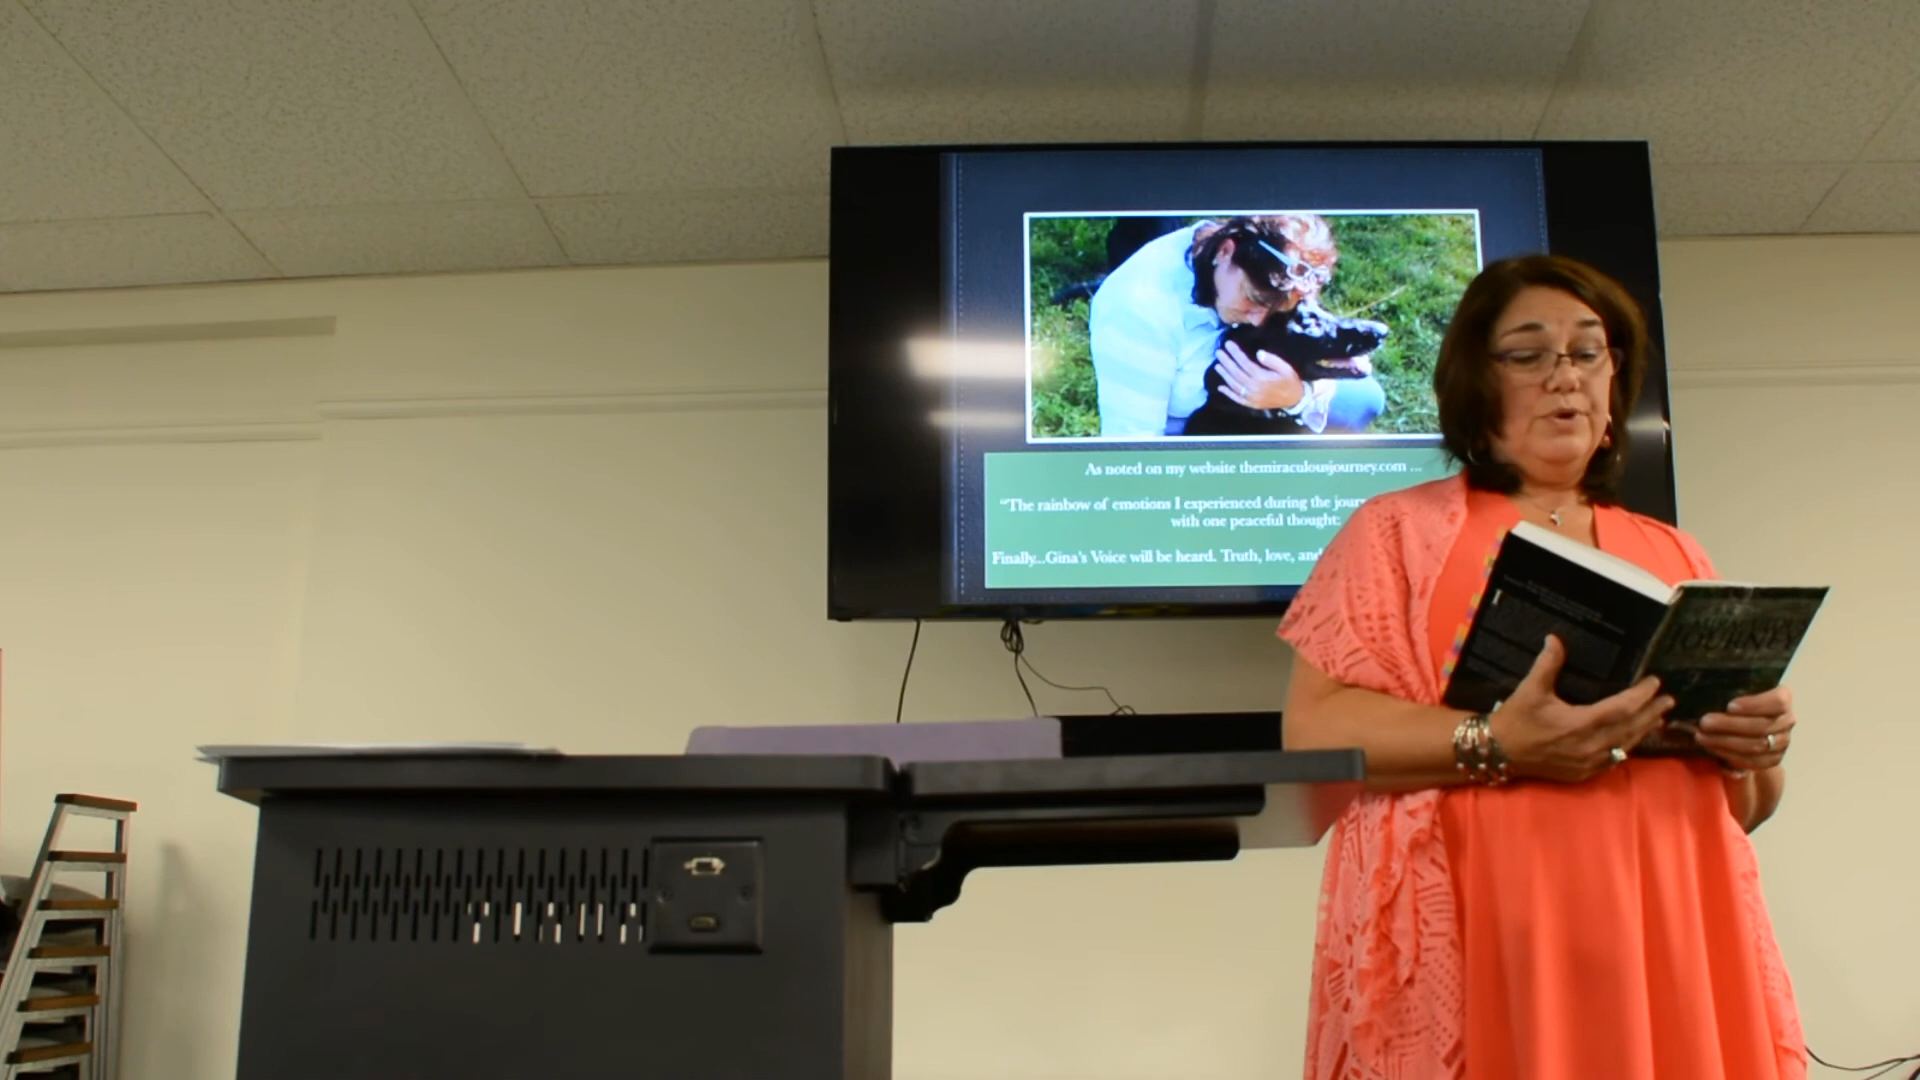 As noted on my website themiraculousjourney.com ...
"The rainbow of emotions I experienced during the
with one peaceful thought;
Finally...Gina's Voice will be heard. Truth, love, and
JOURNEY